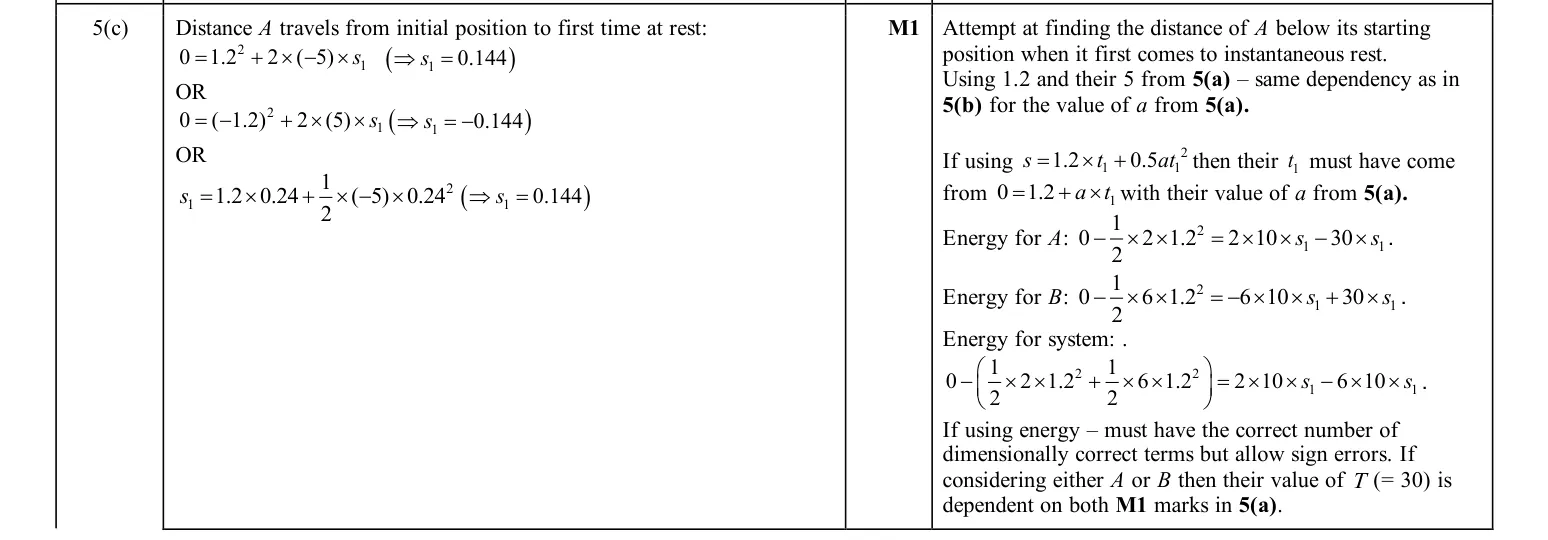 5(c)
Distance A travels from initial position to first time at rest:
0 = 1.2² + 2 × (−5) × s₁ (⇒ s₁ = 0.144)
OR
0 = (−1.2)² + 2 × (5) × s₁ (⇒ s₁ = −0.144)
OR
s₁ = 1.2 × 0.24 + 1/2 × (−5) × 0.24² (⇒ s₁ = 0.144)
M1
Attempt at finding the distance of A below its starting
position when it first comes to instantaneous rest.
Using 1.2 and their 5 from 5(a) – same dependency as in
5(b) for the value of a from 5(a).
If using s = 1.2 × t₁ + 0.5at₁² then their t₁ must have come
from 0 = 1.2 + a × t₁ with their value of a from 5(a).
Energy for A: 0 − 1/2 × 2 × 1.2² = 2 × 10 × s₁ − 30 × s₁ .
Energy for B: 0 − 1/2 × 6 × 1.2² = −6 × 10 × s₁ + 30 × s₁ .
Energy for system: .
0 − (1/2 × 2 × 1.2² + 1/2 × 6 × 1.2²) = 2 × 10 × s₁ − 6 × 10 × s₁ .
If using energy – must have the correct number of
dimensionally correct terms but allow sign errors. If
considering either A or B then their value of T (= 30) is
dependent on both M1 marks in 5(a).